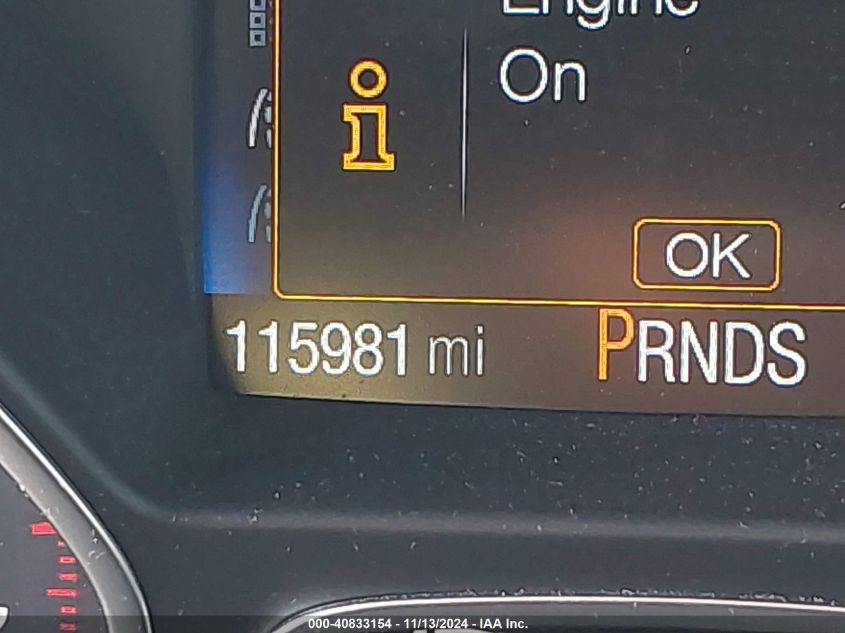 Engine
On
i
OK
115981 mi PRNDS
000-40833154 - 11/13/2024 - IAA Inc.